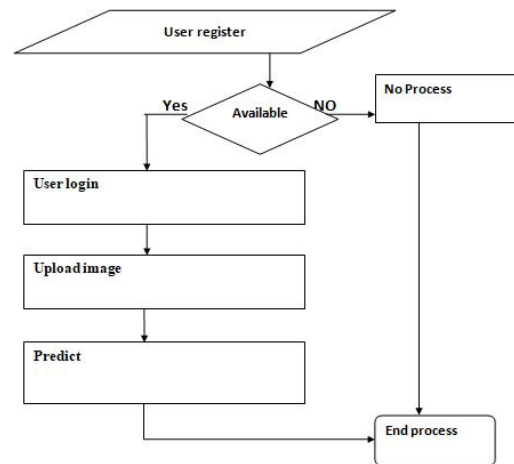 User register
Yes
Available
NO
No Process
User login
Upload image
Predict
End process